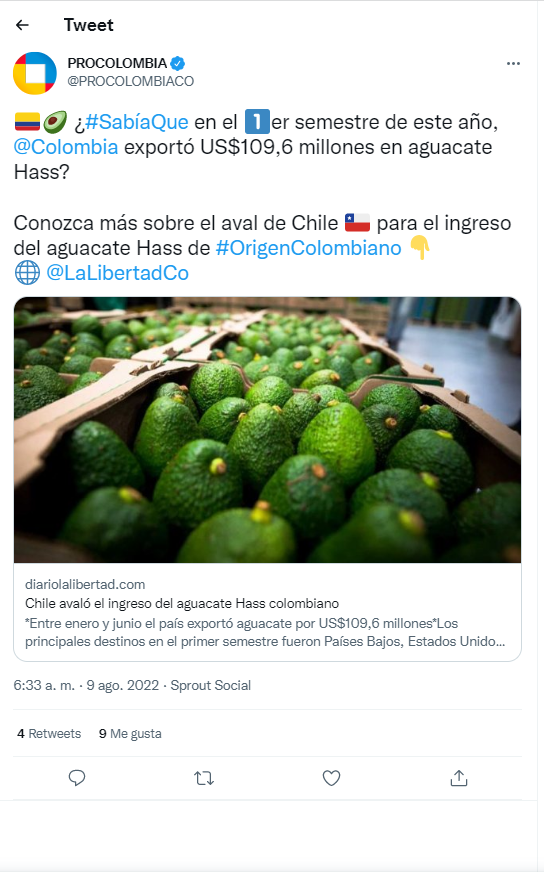 Tweet
PROCOLOMBIA
@PROCOLOMBIACO
🇨🇴🥑 ¿#SabíaQue en el 1️⃣er semestre de este año,
@Colombia exportó US$109,6 millones en aguacate
Hass?
Conozca más sobre el aval de Chile 🇨🇱 para el ingreso
del aguacate Hass de #OrigenColombiano 👇
🌐 @LaLibertadCo
diariolalibertad.com
Chile avaló el ingreso del aguacate Hass colombiano
*Entre enero y junio el país exportó aguacate por US$109,6 millones*Los
principales destinos en el primer semestre fueron Países Bajos, Estados Unido...
6:33 a. m. · 9 ago. 2022 · Sprout Social
4 Retweets 9 Me gusta